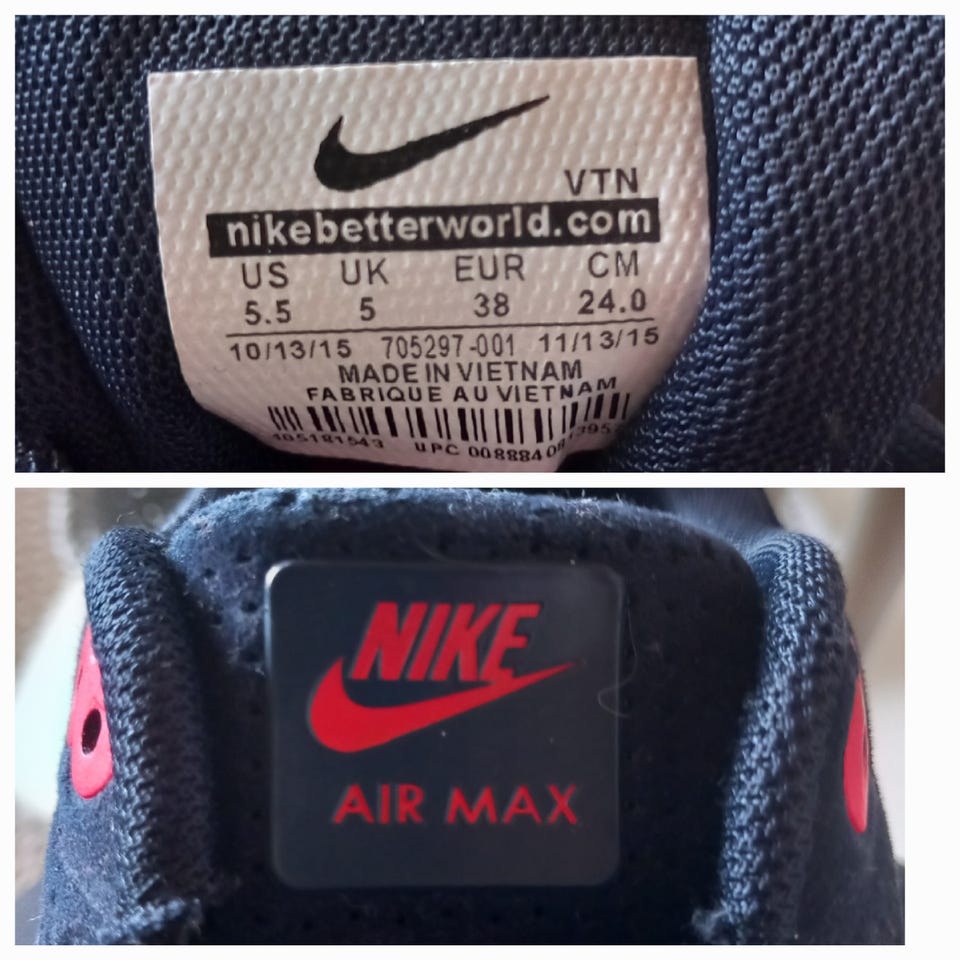 VTN
nikebetterworld.com
US UK EUR CM
5.5 5 38 24.0
10/13/15 705297-001 11/13/15
MADE IN VIETNAM
FABRIQUE AU VIETNAM
UPC
NIKE
AIR MAX